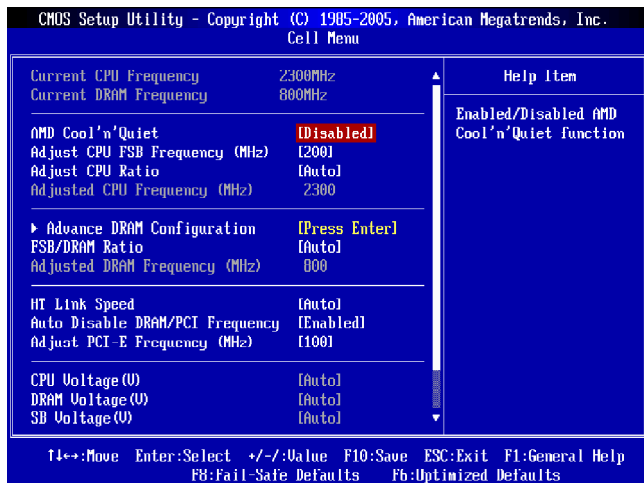 CMOS Setup Utility - Copyright (C) 1985-2005, American Megatrends, Inc.
Cell Menu
Current CPU Frequency 2300MHz
Current DRAM Frequency 800MHz
AMD Cool'n'Quiet [Disabled]
Adjust CPU FSB Frequency (MHz) [200]
Adjust CPU Ratio [Auto]
Adjusted CPU Frequency (MHz) 2300
▸ Advance DRAM Configuration [Press Enter]
FSB/DRAM Ratio [Auto]
Adjusted DRAM Frequency (MHz) 800
HT Link Speed [Auto]
Auto Disable DRAM/PCI Frequency [Enabled]
Adjust PCI-E Frequency (MHz) [100]
CPU Voltage(V) [Auto]
DRAM Voltage(V) [Auto]
SB Voltage(V) [Auto]
Help Item
Enabled/Disabled AMD
Cool'n'Quiet function
↑↓←→:Move Enter:Select +/-/:Value F10:Save ESC:Exit F1:General Help
F8:Fail-Safe Defaults F6:Optimized Defaults